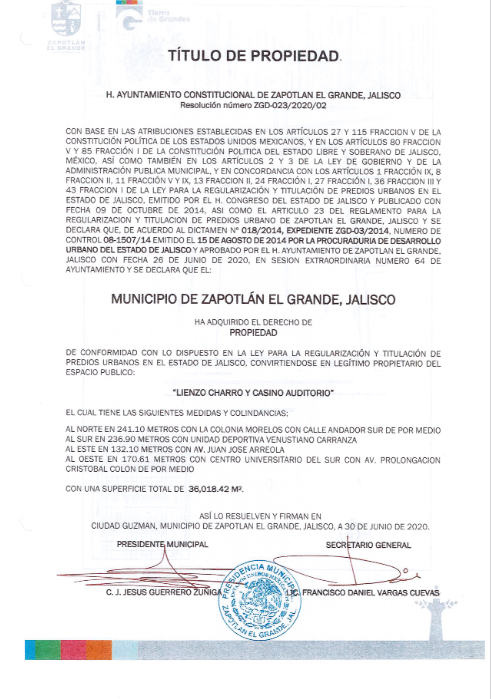 ZAPOTLÁN
EL GRANDE
Tierra
de Grandes
TÍTULO DE PROPIEDAD.
H. AYUNTAMIENTO CONSTITUCIONAL DE ZAPOTLAN EL GRANDE, JALISCO
Resolución número ZGD-023/2020/02
CON BASE EN LAS ATRIBUCIONES ESTABLECIDAS EN LOS ARTÍCULOS 27 Y 115 FRACCION V DE LA
CONSTITUCIÓN POLÍTICA DE LOS ESTADOS UNIDOS MEXICANOS, Y EN LOS ARTÍCULOS 80 FRACCION
V Y 85 FRACCIÓN I DE LA CONSTITUCION POLITICA DEL ESTADO LIBRE Y SOBERANO DE JALISCO,
MÉXICO, ASÍ COMO TAMBIÉN EN LOS ARTICULOS 2 Y 3 DE LA LEY DE GOBIERNO Y DE LA
ADMINISTRACIÓN PUBLICA MUNICIPAL, Y EN CONCORDANCIA CON LOS ARTICULOS 1 FRACCIÓN IX, 8
FRACCION II, 11 FRACCIÓN V Y IX, 13 FRACCION II, 24 FRACCIÓN I, 27 FRACCIÓN I, 36 FRACCION III Y
43 FRACCION I DE LA LEY PARA LA REGULARIZACIÓN Y TITULACIÓN DE PREDIOS URBANOS EN EL
ESTADO DE JALISCO, EMITIDO POR EL H. CONGRESO DEL ESTADO DE JALISCO Y PUBLICADO CON
FECHA 09 DE OCTUBRE DE 2014, ASI COMO EL ARTICULO 23 DEL REGLAMENTO PARA LA
REGULARIZACION Y TITULACION DE PREDIOS URBANO DE ZAPOTLAN EL GRANDE, JALISCO Y SE
DECLARA QUE, DE ACUERDO AL DICTAMEN N° 018/2014, EXPEDIENTE ZGD-03/2014, NUMERO DE
CONTROL 08-1507/14 EMITIDO EL 15 DE AGOSTO DE 2014 POR LA PROCURADURIA DE DESARROLLO
URBANO DEL ESTADO DE JALISCO Y APROBADO POR EL H. AYUNTAMIENTO DE ZAPOTLAN EL GRANDE,
JALISCO CON FECHA 26 DE JUNIO DE 2020, EN SESION EXTRAORDINARIA NUMERO 64 DE
AYUNTAMIENTO Y SE DECLARA QUE EL:
MUNICIPIO DE ZAPOTLÁN EL GRANDE, JALISCO
HA ADQUIRIDO EL DERECHO DE
PROPIEDAD
DE CONFORMIDAD CON LO DISPUESTO EN LA LEY PARA LA REGULARIZACIÓN Y TITULACIÓN DE
PREDIOS URBANOS EN EL ESTADO DE JALISCO, CONVIRTIENDOSE EN LEGÍTIMO PROPIETARIO DEL
ESPACIO PUBLICO:
"LIENZO CHARRO Y CASINO AUDITORIO"
EL CUAL TIENE LAS SIGUIENTES MEDIDAS Y COLINDANCIAS;
AL NORTE EN 241.10 METROS CON LA COLONIA MORELOS CON CALLE ANDADOR SUR DE POR MEDIO
AL SUR EN 236.90 METROS CON UNIDAD DEPORTIVA VENUSTIANO CARRANZA
AL ESTE EN 132.10 METROS CON AV. JUAN JOSE ARREOLA
AL OESTE EN 170.61 METROS CON CENTRO UNIVERSITARIO DEL SUR CON AV. PROLONGACION
CRISTOBAL COLON DE POR MEDIO
CON UNA SUPERFICIE TOTAL DE 36,018.42 M².
ASÍ LO RESUELVEN Y FIRMAN EN
CIUDAD GUZMAN, MUNICIPIO DE ZAPOTLAN EL GRANDE, JALISCO, A 30 DE JUNIO DE 2020.
PRESIDENTE MUNICIPAL SECRETARIO GENERAL
C. J. JESUS GUERRERO ZUÑIGA LIC. FRANCISCO DANIEL VARGAS CUEVAS
PRESIDENCIA MUNICIPAL
ZAPOTLAN EL GRANDE, JAL.